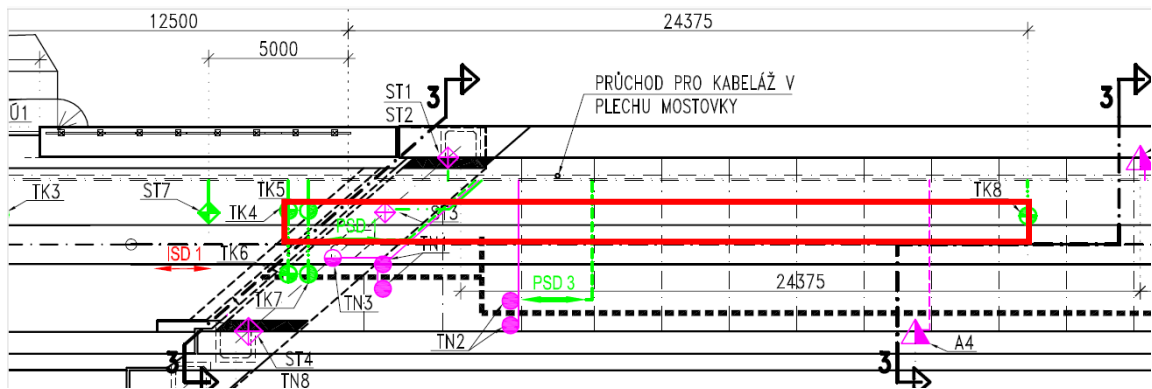 12500
24375
5000
3
ST1
ST2
PRŮCHOD PRO KABELÁŽ V
PLECHU MOSTOVKY
3
Ú1
TK3
ST7
TK5
TK4
ST3
TK8
PSD 1
ISD 1
TK6
TN1
TK7
TN3
PSD 3
24375
TN2
A4
3
ST4
TN8
3